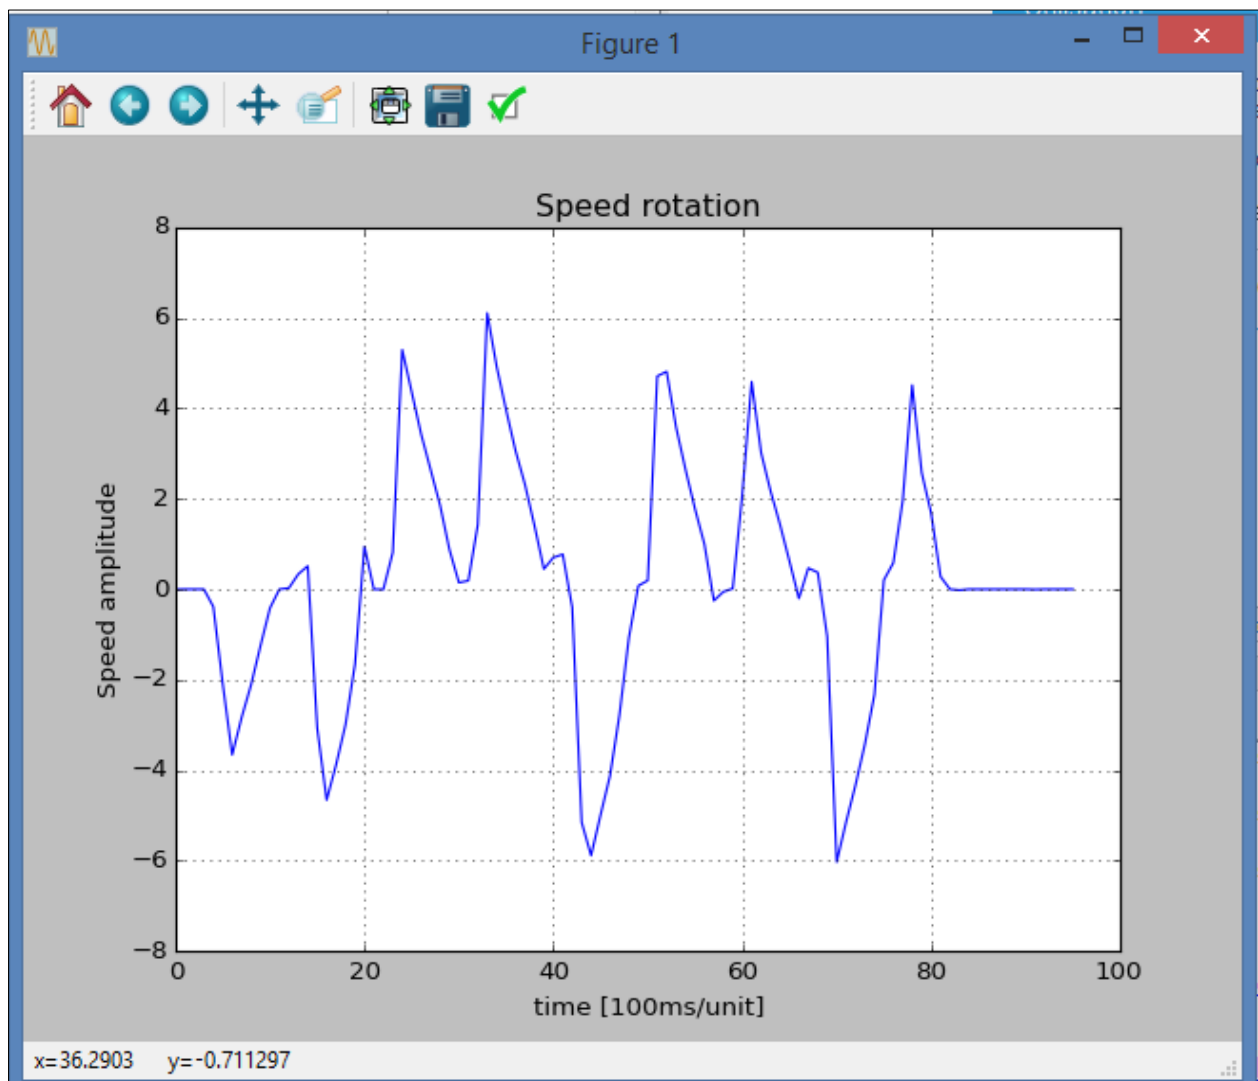 Figure 1
Speed rotation
8
6
4
2
0
−2
−4
−6
−8
Speed amplitude
0 20 40 60 80 100
time [100ms/unit]
x=36.2903 y=-0.711297